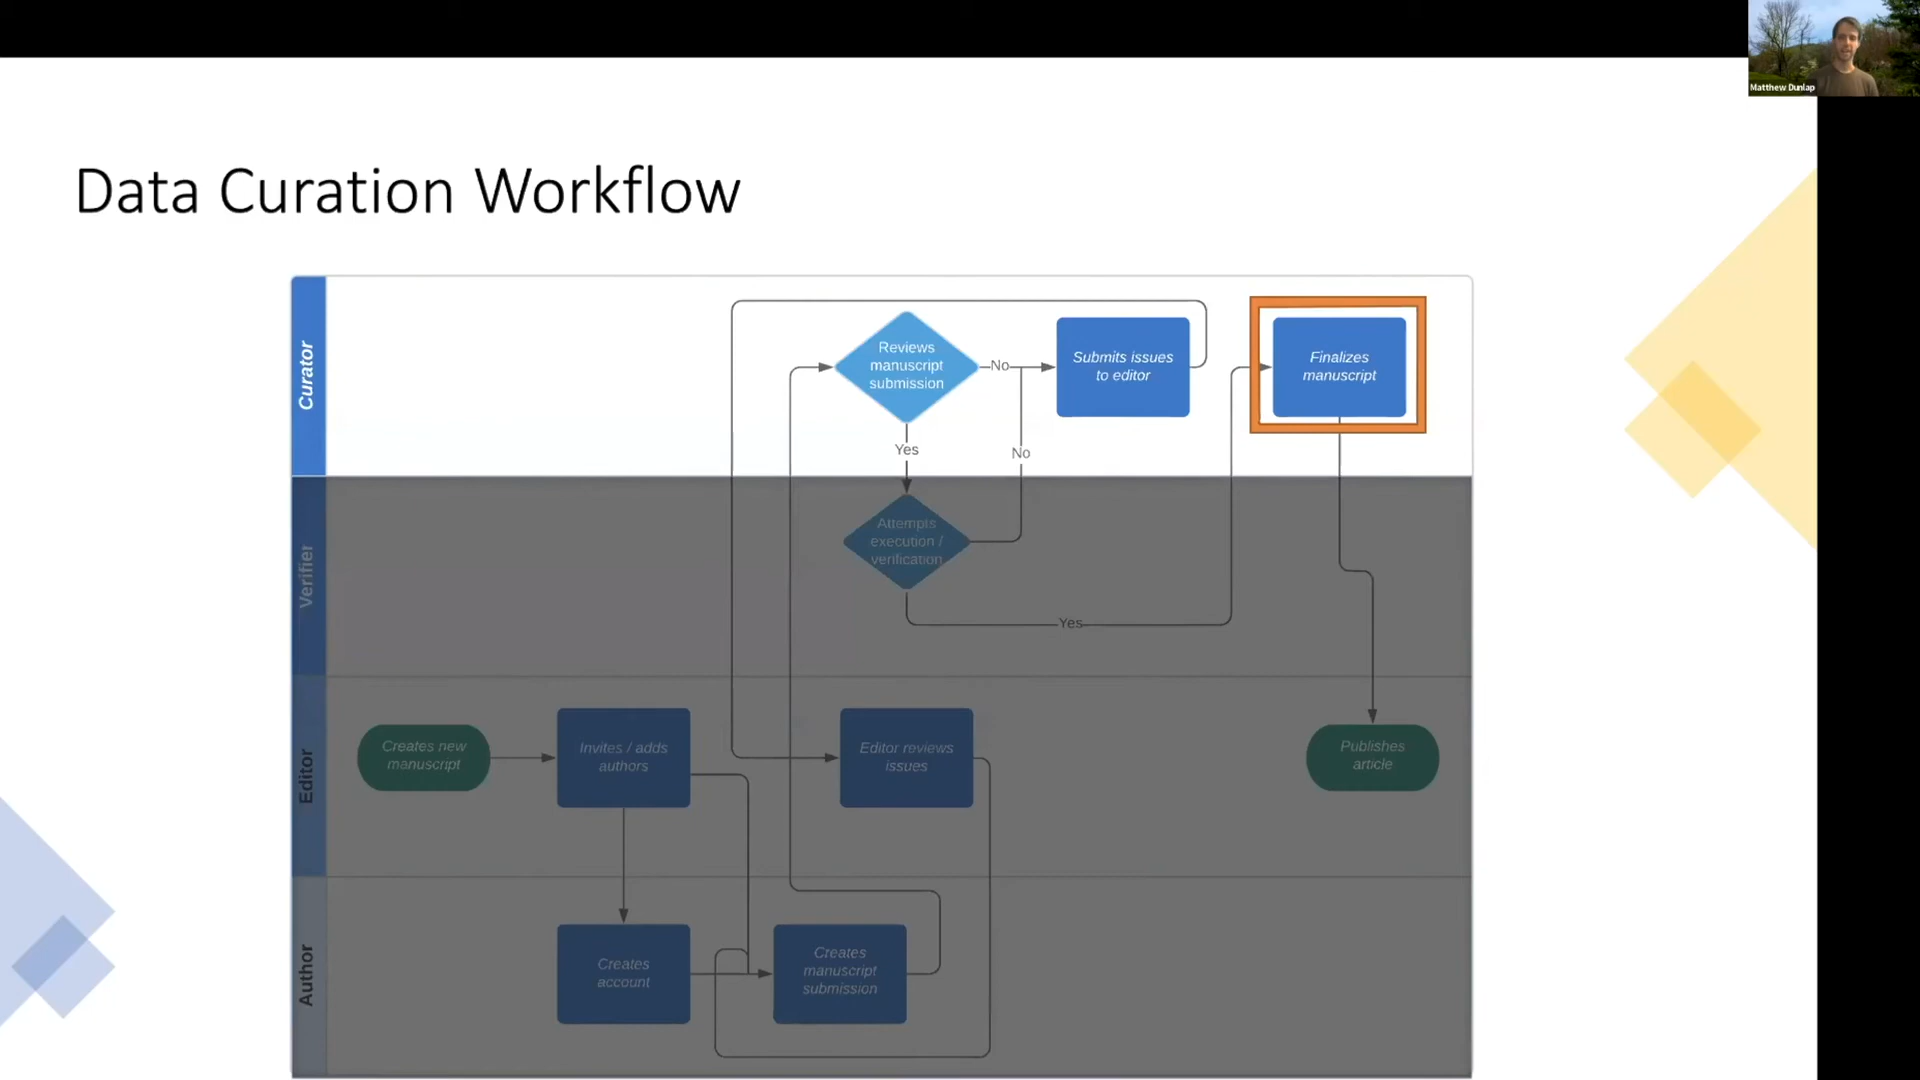 Matthew Dunlap
Data Curation Workflow
Curator
Reviews
manuscript
submission
No
Submits issues
to editor
Finalizes
manuscript
Yes
No
Verifier
Attempts
execution /
verification
Yes
Editor
Creates new
manuscript
Invites / adds
authors
Editor reviews
issues
Publishes
article
Author
Creates
account
Creates
manuscript
submission